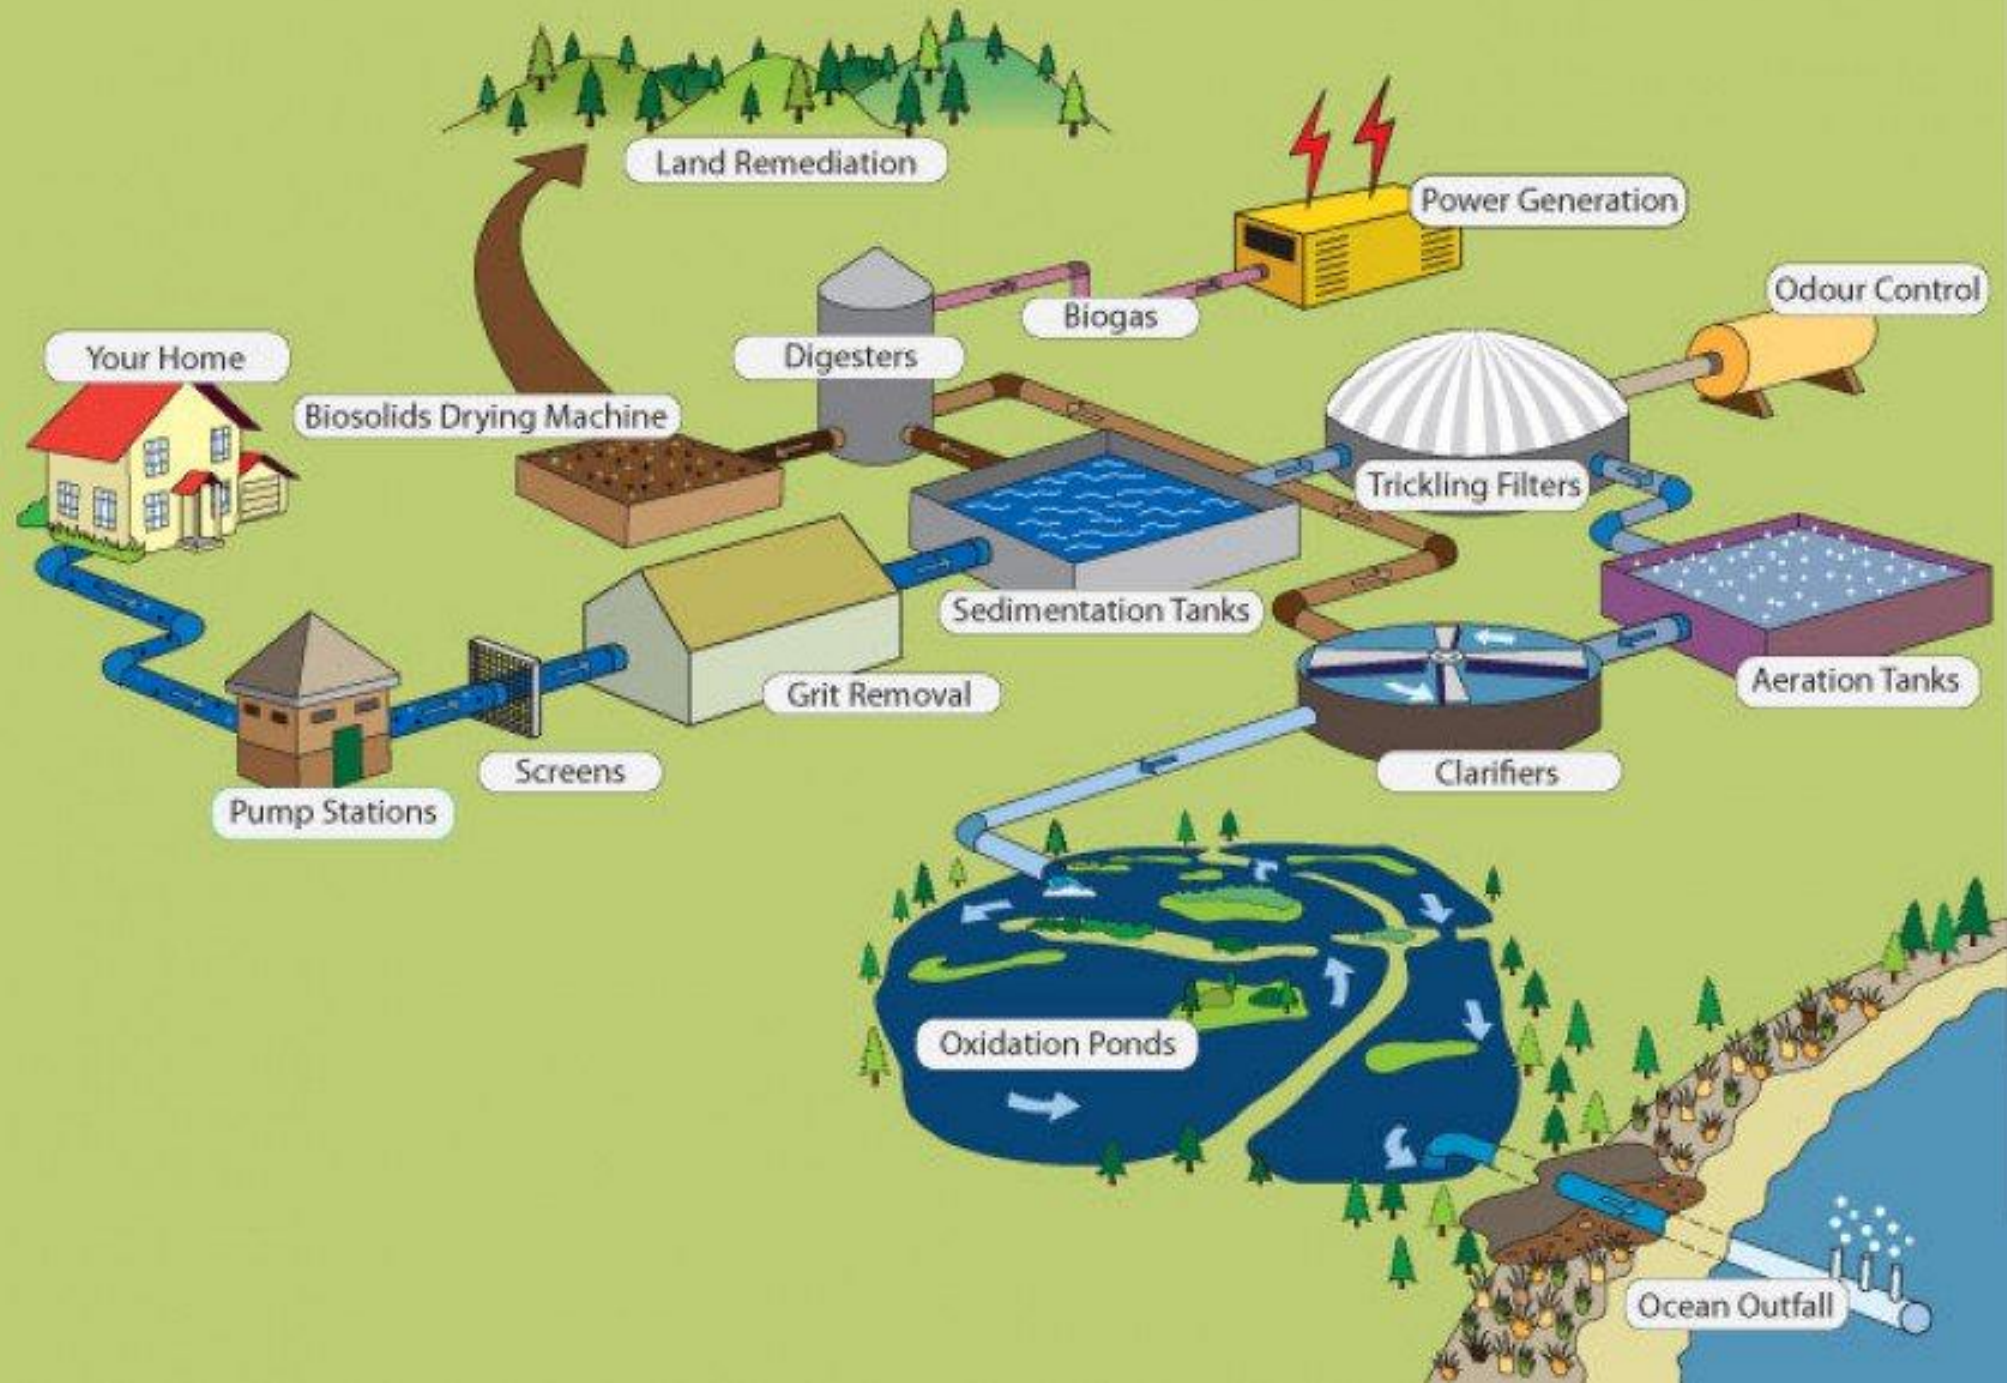 Land Remediation
Power Generation
Odour Control
Biogas
Your Home
Digesters
Biosolids Drying Machine
Trickling Filters
Sedimentation Tanks
Aeration Tanks
Grit Removal
Screens
Clarifiers
Pump Stations
Oxidation Ponds
Ocean Outfall